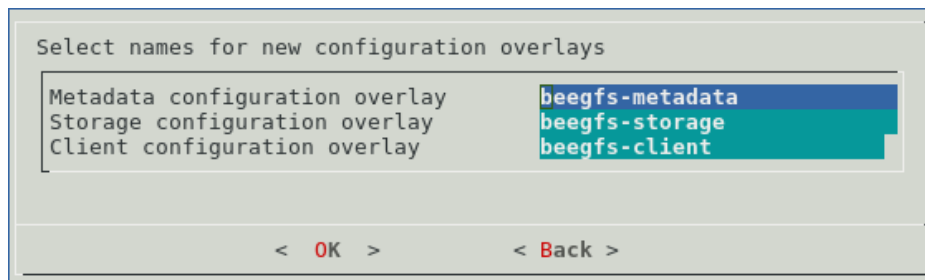 Select names for new configuration overlays
Metadata configuration overlay beegfs-metadata
Storage configuration overlay beegfs-storage
Client configuration overlay beegfs-client
< OK > < Back >